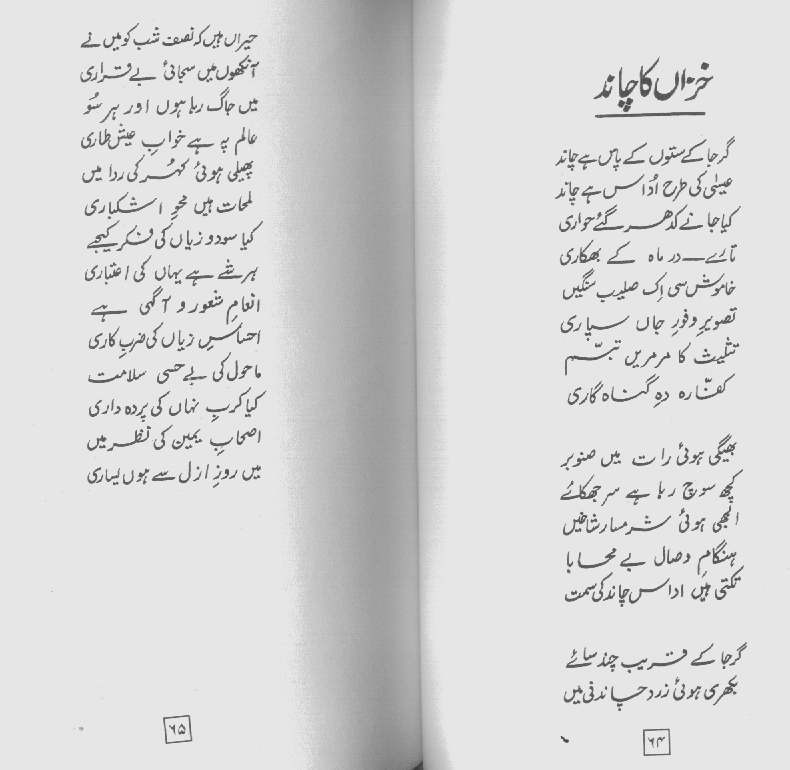 خزاں کا چاند
گرجا کے ستوں کے پاس ہے چاند
عیسیٰ کی طرح اُداس ہے چاند
کیا جانے کدھر گئے حواری
تارے — درِ ماہ کے بھکاری
خاموش سی اِک صلیبِ سنگیں
تصویرِ وفورِ جاں سپاری
تثلیث کا مرمریں تبسّم
کفّارہ دہِ گناہ گاری
بھیگی ہوئی رات میں صنوبر
کچھ سوچ رہا ہے سر جھکائے
الجھی ہوئی شرمسار شاخیں
ہنگامِ وصال بے محابا
تکتی ہیں اداس چاند کی سمت
گرجا کے قریب چند سائے
بکھری ہوئی زرد چاندنی میں
۶۴
حیراں ہیں کہ نصف شب کو میں نے
آنکھوں میں سجائی بے قراری
میں جاگ رہا ہوں اور ہر سُو
عالم پہ ہے خوابِ عیش طاری
پھیلی ہوئی کہر کی ردا میں
لمحات ہیں محوِ اشکباری
کیا سود و زیاں کی فکر کیجے
ہر شے ہے یہاں کی اعتباری
انعامِ شعور و آگہی ہے
احساسِ زیاں کی ضربِ کاری
ماحول کی بے حسی سلامت
کیا کربِ نہاں کی پردہ داری
اصحابِ یمین کی نظر میں
میں روزِ ازل سے ہوں یساری
۶۵